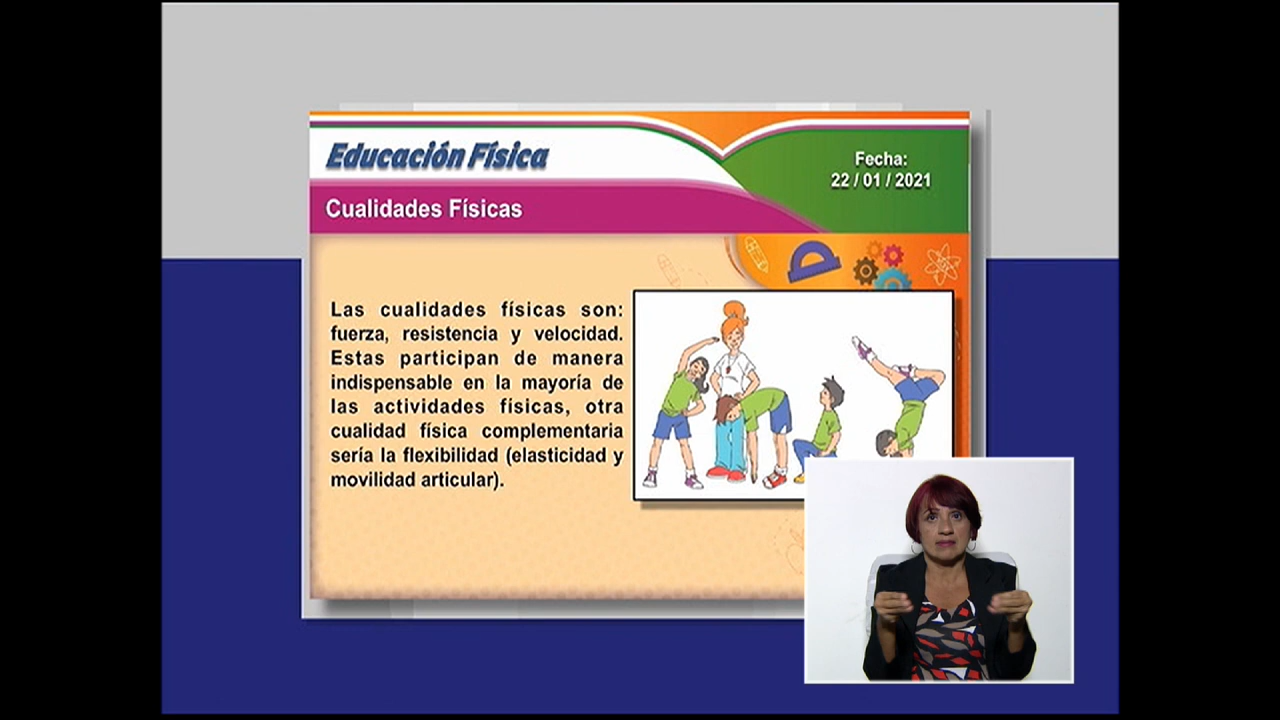 Educación Física
Fecha:
22 / 01 / 2021
Cualidades Físicas
Las cualidades físicas son:
fuerza, resistencia y velocidad.
Estas participan de manera
indispensable en la mayoría de
las actividades físicas, otra
cualidad física complementaria
sería la flexibilidad (elasticidad y
movilidad articular).